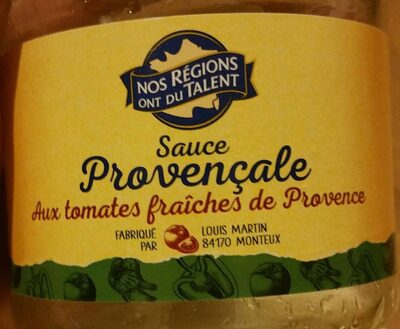 NOS RÉGIONS
ONT DU TALENT
Sauce
Provençale
Aux tomates fraîches de Provence
FABRIQUÉ PAR
LOUIS MARTIN
84170 MONTEUX